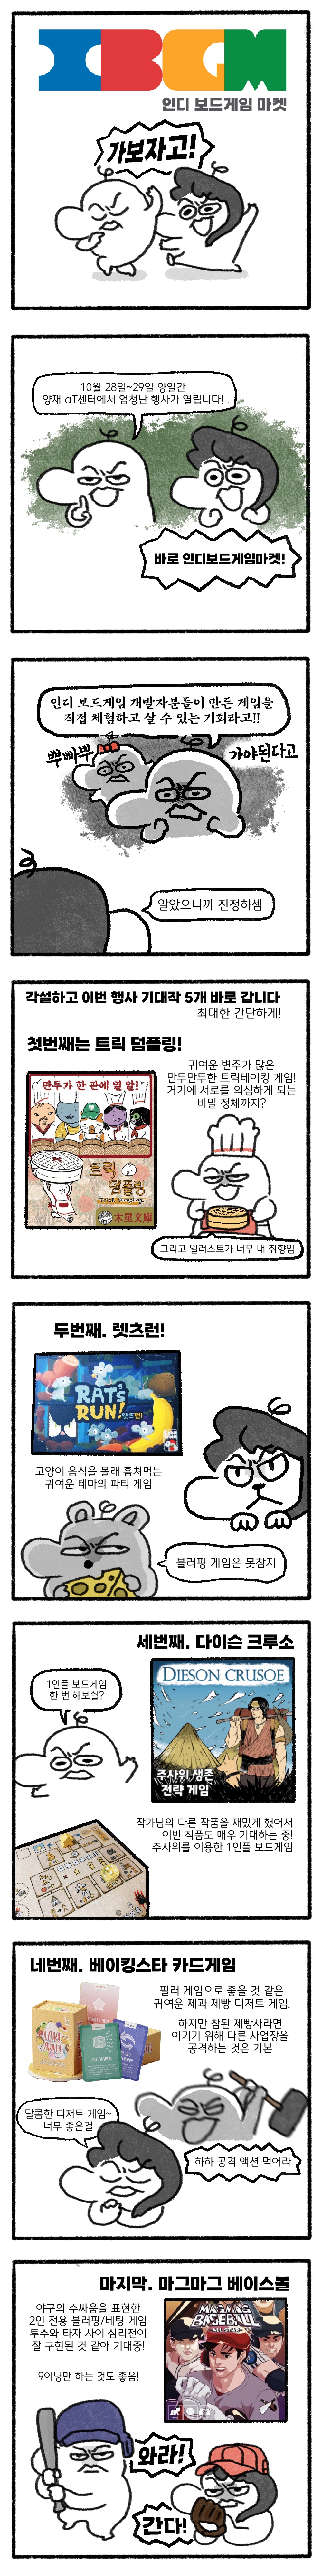 IBGM
인디 보드게임 마켓
가보자고!
10월 28일~29일 양일간
양재 aT센터에서 엄청난 행사가 열립니다!
바로 인디보드게임마켓!
인디 보드게임 개발자분들이 만든 게임을
직접 체험하고 살 수 있는 기회라고!!
뿌빠뿌
가야된다고
알았으니까 진정하셈
각설하고 이번 행사 기대작 5개 바로 갑니다
최대한 간단하게!
첫번째는 트릭 덤플링!
귀여운 변주가 많은
만두만두한 트릭테이킹 게임!
거기에 서로를 의심하게 되는
비밀 정체까지?
만두가 한 판에 열 알!
트릭
덤플링
木星文庫
그리고 일러스트가 너무 내 취향임
두번째. 렛츠런!
RAT's
RUN!
렛츠런!
고양이 음식을 몰래 훔쳐먹는
귀여운 테마의 파티 게임
블러핑 게임은 못참지
세번째. 다이슨 크루소
1인플 보드게임
한 번 해보쉴?
DIESON CRUSOE
주사위 생존
전략 게임
작가님의 다른 작품을 재밌게 했어서
이번 작품도 매우 기대하는 중!
주사위를 이용한 1인플 보드게임
네번째. 베이킹스타 카드게임
필러 게임으로 좋을 것 같은
귀여운 제과 제빵 디저트 게임.
하지만 참된 제빵사라면
이기기 위해 다른 사업장을
공격하는 것은 기본
달콤한 디저트 게임~
너무 좋은걸
하하 공격 액션 먹어라
마지막. 마그마그 베이스볼
야구의 수싸움을 표현한
2인 전용 블러핑/베팅 게임
투수와 타자 사이 심리전이
잘 구현된 것 같아 기대중!
9이닝만 하는 것도 좋음!
MAGMAG
BASEBALL
와라!
간다!